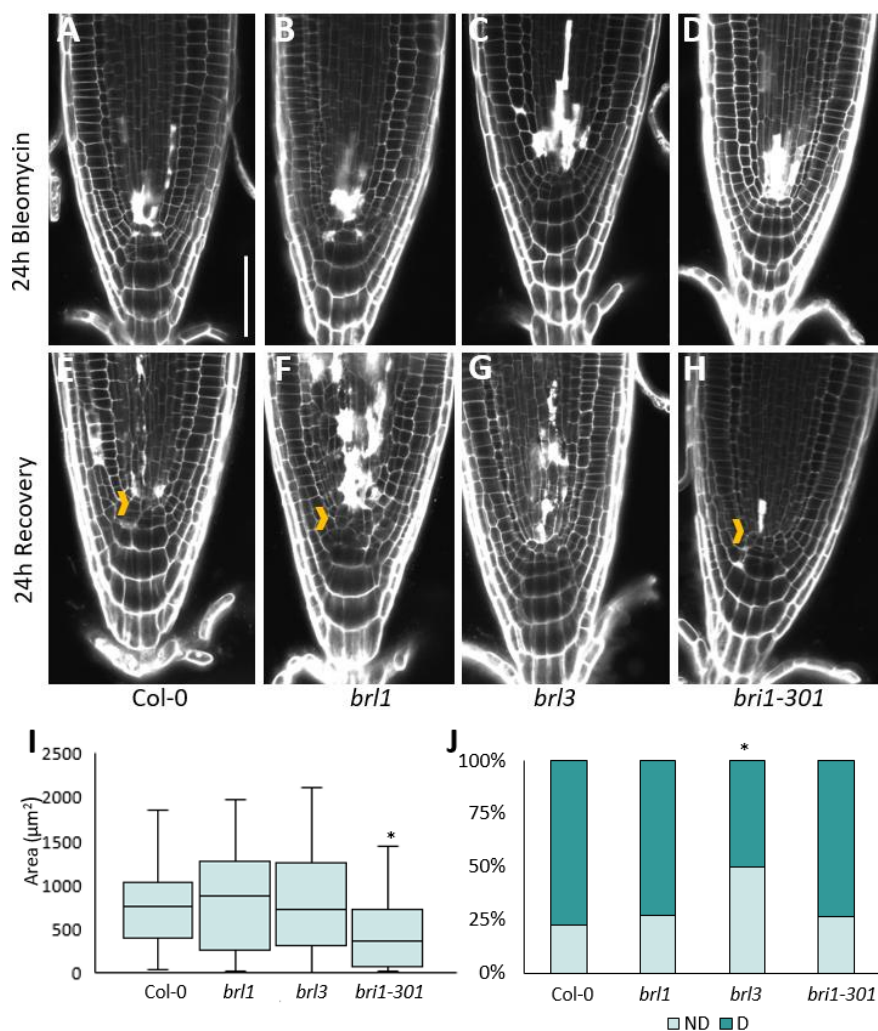 A B C D
24h Bleomycin
E F G H
24h Recovery
Col-0 brl1 brl3 bri1-301
I J
2500
2000
1500
1000
500
0
Area (µm²)
*
Col-0 brl1 brl3 bri1-301
100%
75%
50%
25%
0%
*
Col-0 brl1 brl3 bri1-301
ND D